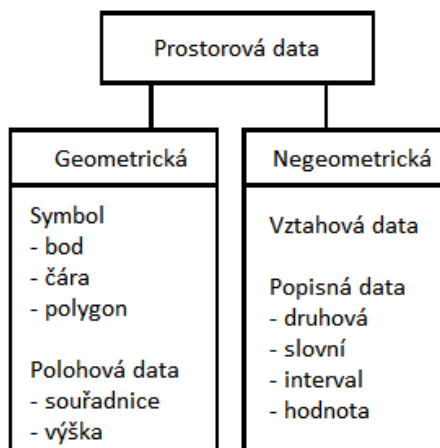 Prostorová data
Geometrická
Symbol
- bod
- čára
- polygon
Polohová data
- souřadnice
- výška
Negeometrická
Vztahová data
Popisná data
- druhová
- slovní
- interval
- hodnota